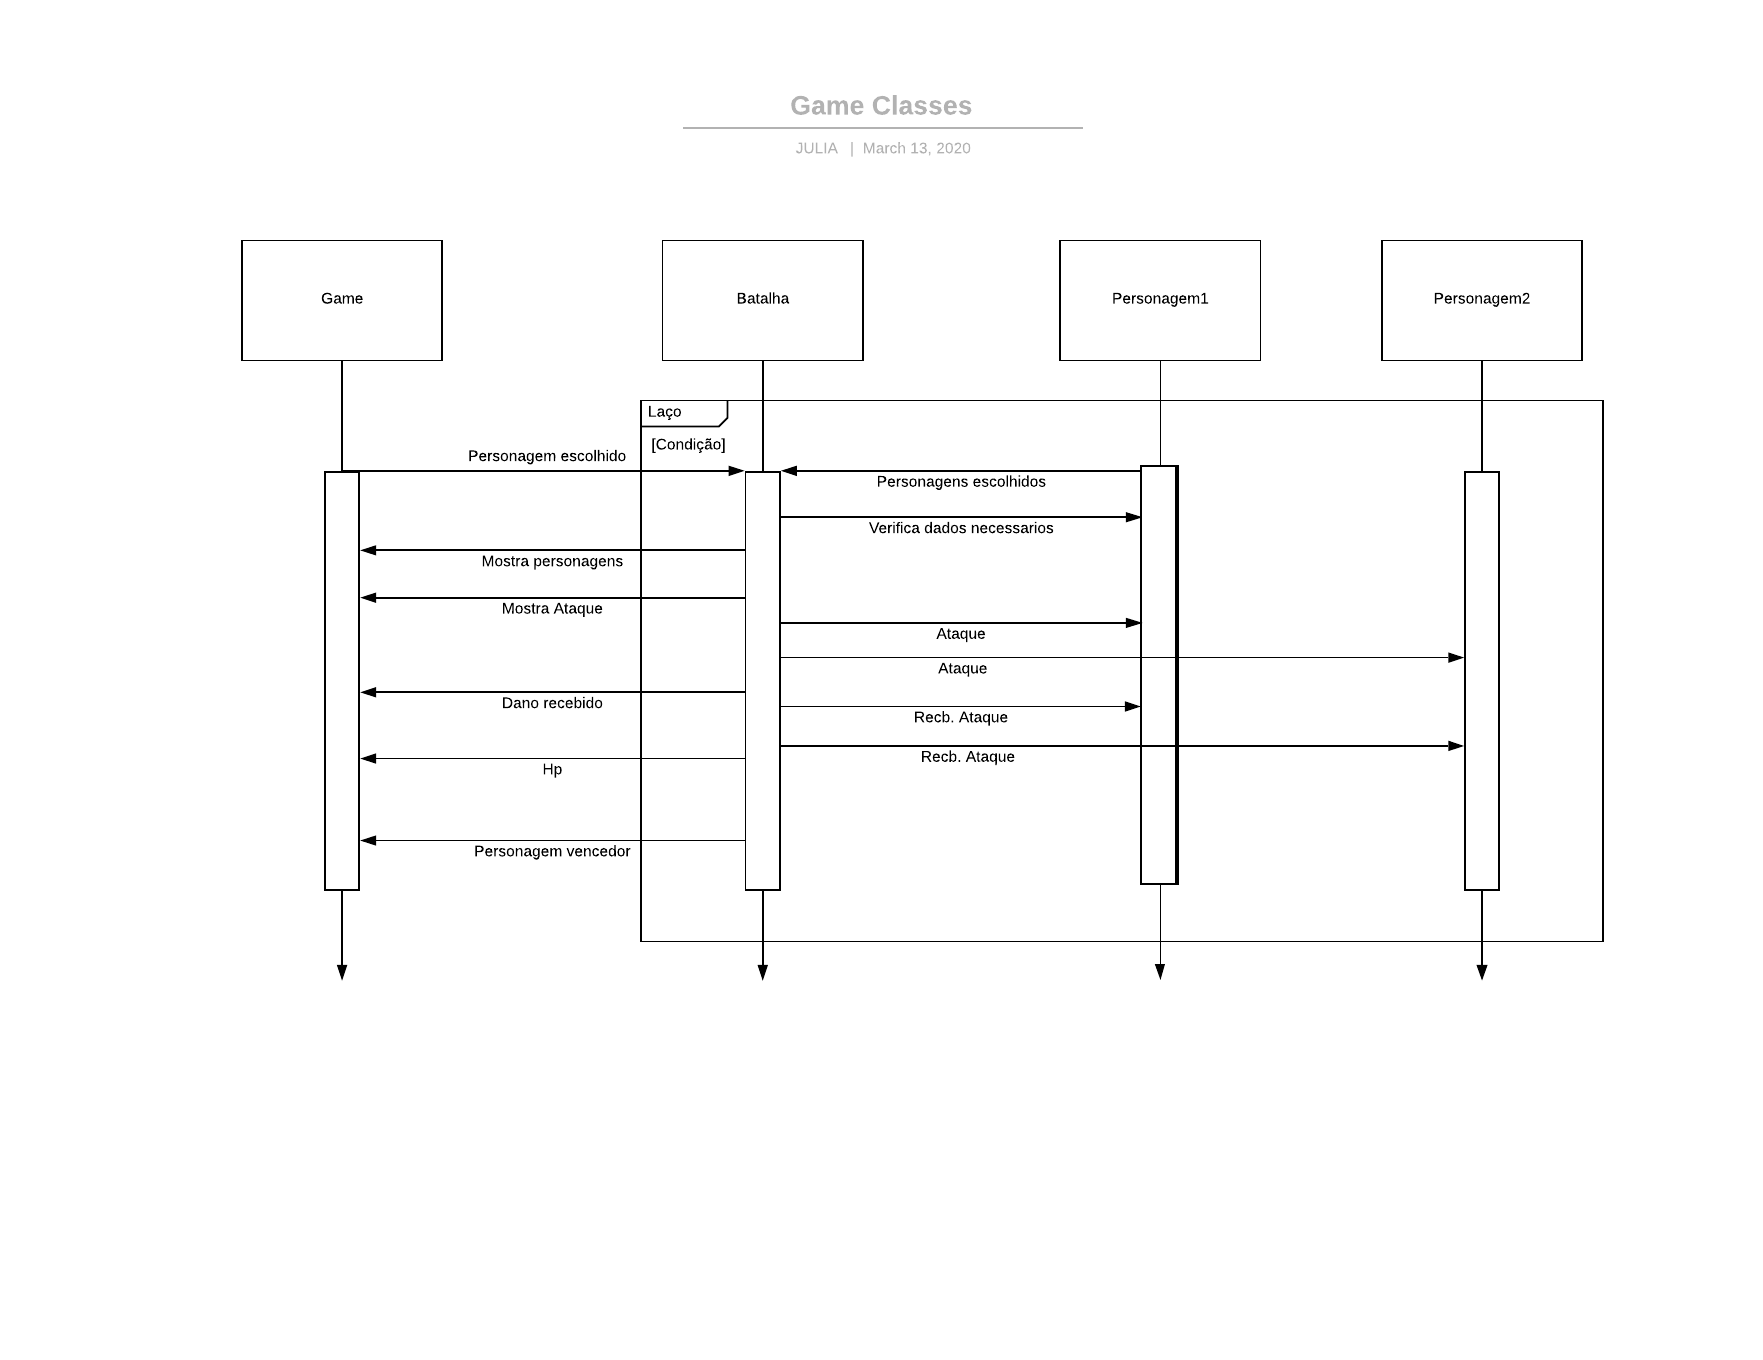 Game Classes
JULIA | March 13, 2020
Game
Batalha
Personagem1
Personagem2
Laço
[Condição]
Personagem escolhido
Personagens escolhidos
Verifica dados necessarios
Mostra personagens
Mostra Ataque
Ataque
Ataque
Dano recebido
Recb. Ataque
Recb. Ataque
Hp
Personagem vencedor